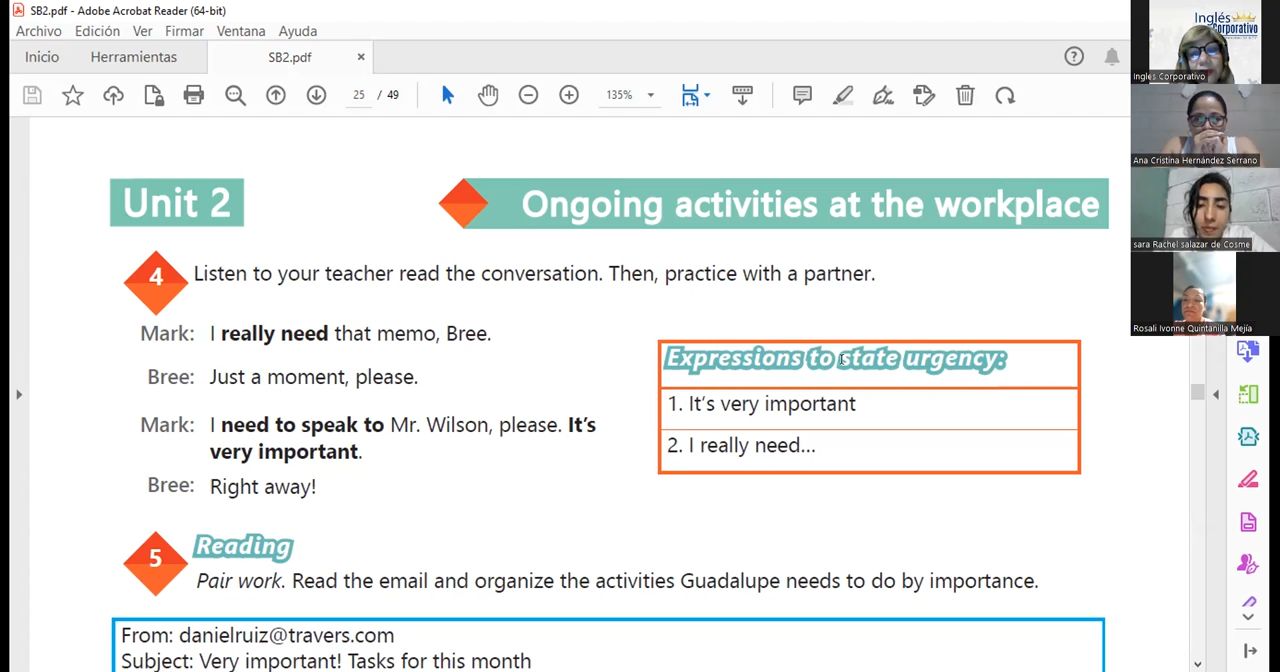 SB2.pdf - Adobe Acrobat Reader (64-bit)
Archivo Edición Ver Firmar Ventana Ayuda
Inicio Herramientas SB2.pdf ×
25 / 49 135%
Unit 2
Ongoing activities at the workplace
4 Listen to your teacher read the conversation. Then, practice with a partner.
Mark: I really need that memo, Bree.
Bree: Just a moment, please.
Mark: I need to speak to Mr. Wilson, please. It's
very important.
Bree: Right away!
Expressions to state urgency:
1. It's very important
2. I really need...
5 Reading
Pair work. Read the email and organize the activities Guadalupe needs to do by importance.
From: danielruiz@travers.com
Subject: Very important! Tasks for this month
Inglés
Corporativo
Ingles Corporativo
Ana Cristina Hernández Serrano
sara Rachel salazar de Cosme
Rosali Ivonne Quintanilla Mejía